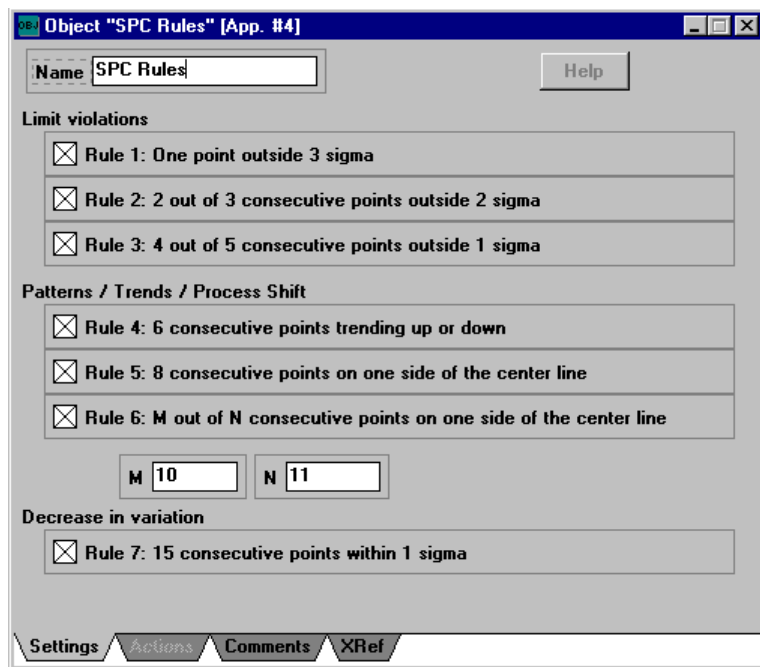 OBJ Object "SPC Rules" [App. #4]
Name SPC Rules Help
Limit violations
Rule 1: One point outside 3 sigma
Rule 2: 2 out of 3 consecutive points outside 2 sigma
Rule 3: 4 out of 5 consecutive points outside 1 sigma
Patterns / Trends / Process Shift
Rule 4: 6 consecutive points trending up or down
Rule 5: 8 consecutive points on one side of the center line
Rule 6: M out of N consecutive points on one side of the center line
M 10 N 11
Decrease in variation
Rule 7: 15 consecutive points within 1 sigma
Settings Actions Comments XRef